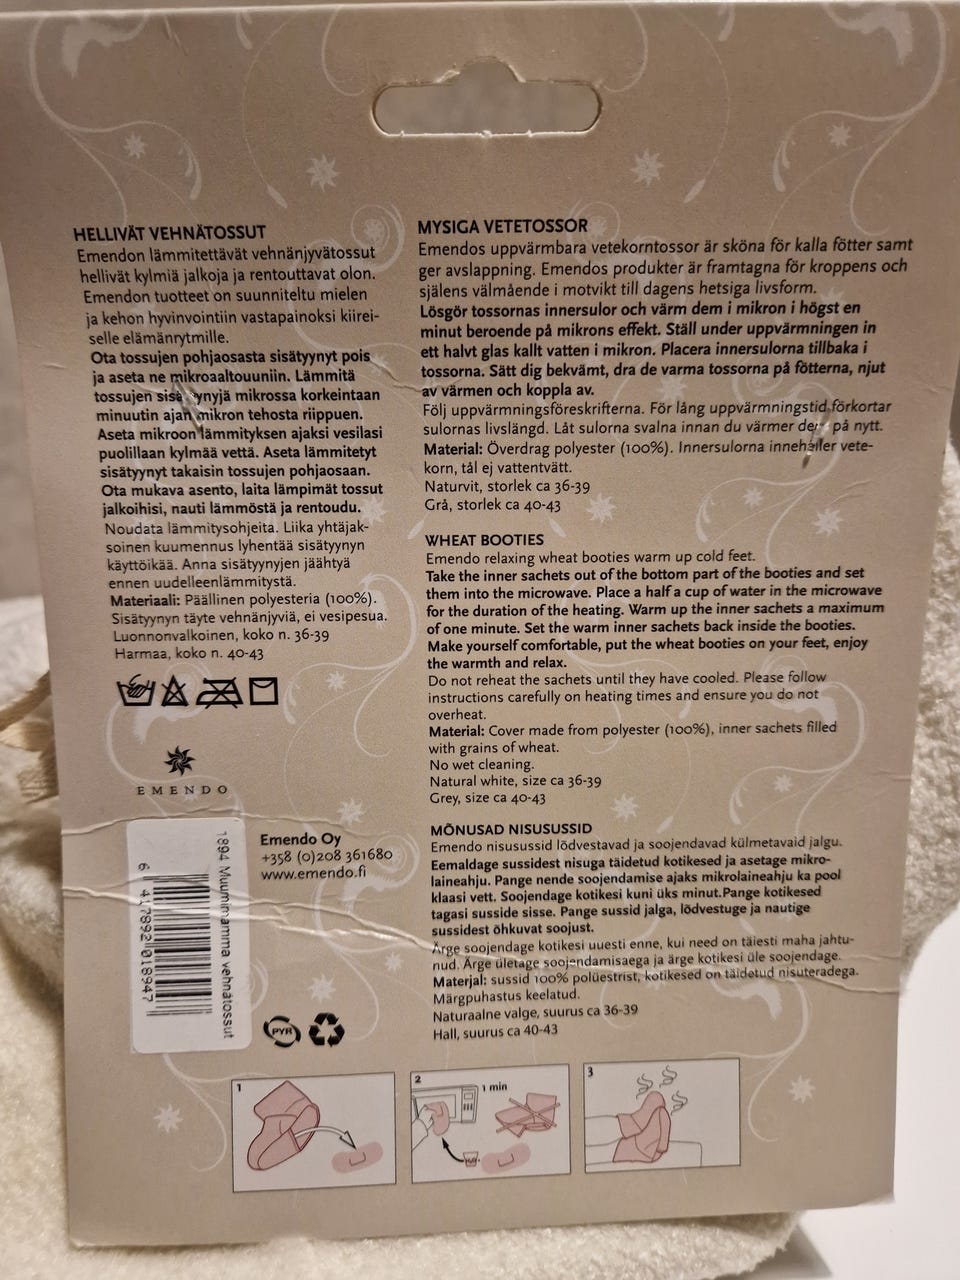 HELLIVÄT VEHNÄTOSSUT
Emendon lämmitettävät vehnänjyvätossut
hellivät kylmiä jalkoja ja rentouttavat olon.
Emendon tuotteet on suunniteltu mielen
ja kehon hyvinvointiin vastapainoksi kiirei-
selle elämänrytmille.
Ota tossujen pohjaosasta sisätyynyt pois
ja aseta ne mikroaaltouuniin. Lämmitä
tossujen sisätyynyjä mikrossa korkeintaan
minuutin ajan mikron tehosta riippuen.
Aseta mikroon lämmityksen ajaksi vesilasi
puolillaan kylmää vettä. Aseta lämmitetyt
sisätyynyt takaisin tossujen pohjaosaan.
Ota mukava asento, laita lämpimät tossut
jalkoihisi, nauti lämmöstä ja rentoudu.
Noudata lämmitysohjeita. Liika yhtäjak-
soinen kuumennus lyhentää sisätyynyn
käyttöikää. Anna sisätyynyjen jäähtyä
ennen uudelleenlämmitystä.
Materiaali: Päällinen polyesteria (100%).
Sisätyynyn täyte vehnänjyviä, ei vesipesua.
Luonnonvalkoinen, koko n. 36-39
Harmaa, koko n. 40-43
EMENDO
1894 Muumimamma vehnätossut
6 417892 018947
Emendo Oy
+358 (0)208 361680
www.emendo.fi
PYR
MYSIGA VETETOSSOR
Emendos uppvärmbara vetekorntossor är sköna för kalla fötter samt
ger avslappning. Emendos produkter är framtagna för kroppens och
själens välmående i motvikt till dagens hetsiga livsform.
Lösgör tossornas innersulor och värm dem i mikron i högst en
minut beroende på mikrons effekt. Ställ under uppvärmningen in
ett halvt glas kallt vatten i mikron. Placera innersulorna tillbaka i
tossorna. Sätt dig bekvämt, dra de varma tossorna på fötterna, njut
av värmen och koppla av.
Följ uppvärmningsföreskrifterna. För lång uppvärmningstid förkortar
sulornas livslängd. Låt sulorna svalna innan du värmer dem på nytt.
Material: Överdrag polyester (100%). Innersulorna innehåller vete-
korn, tål ej vattentvätt.
Naturvit, storlek ca 36-39
Grå, storlek ca 40-43
WHEAT BOOTIES
Emendo relaxing wheat booties warm up cold feet.
Take the inner sachets out of the bottom part of the booties and set
them into the microwave. Place a half a cup of water in the microwave
for the duration of the heating. Warm up the inner sachets a maximum
of one minute. Set the warm inner sachets back inside the booties.
Make yourself comfortable, put the wheat booties on your feet, enjoy
the warmth and relax.
Do not reheat the sachets until they have cooled. Please follow
instructions carefully on heating times and ensure you do not
overheat.
Material: Cover made from polyester (100%), inner sachets filled
with grains of wheat.
No wet cleaning.
Natural white, size ca 36-39
Grey, size ca 40-43
MÕNUSAD NISUSUSSID
Emendo nisusussid lõdvestavad ja soojendavad külmetavaid jalgu.
Eemaldage sussidest nisuga täidetud kotikesed ja asetage mikro-
laineahju. Pange nende soojendamise ajaks mikrolaineahju ka pool
klaasi vett. Soojendage kotikesi kuni üks minut.Pange kotikesed
tagasi susside sisse. Pange sussid jalga, lõdvestuge ja nautige
sussidest õhkuvat soojust.
Ärge soojendage kotikesi uuesti enne, kui need on täiesti maha jahtu-
nud. Ärge ületage soojendamisaega ja ärge kotikesi üle soojendage.
Materjal: sussid 100% polüestrist, kotikesed on täidetud nisuteradega.
Märgpuhastus keelatud.
Naturaalne valge, suurus ca 36-39
Hall, suurus ca 40-43
1
2
1 min
H2O
3